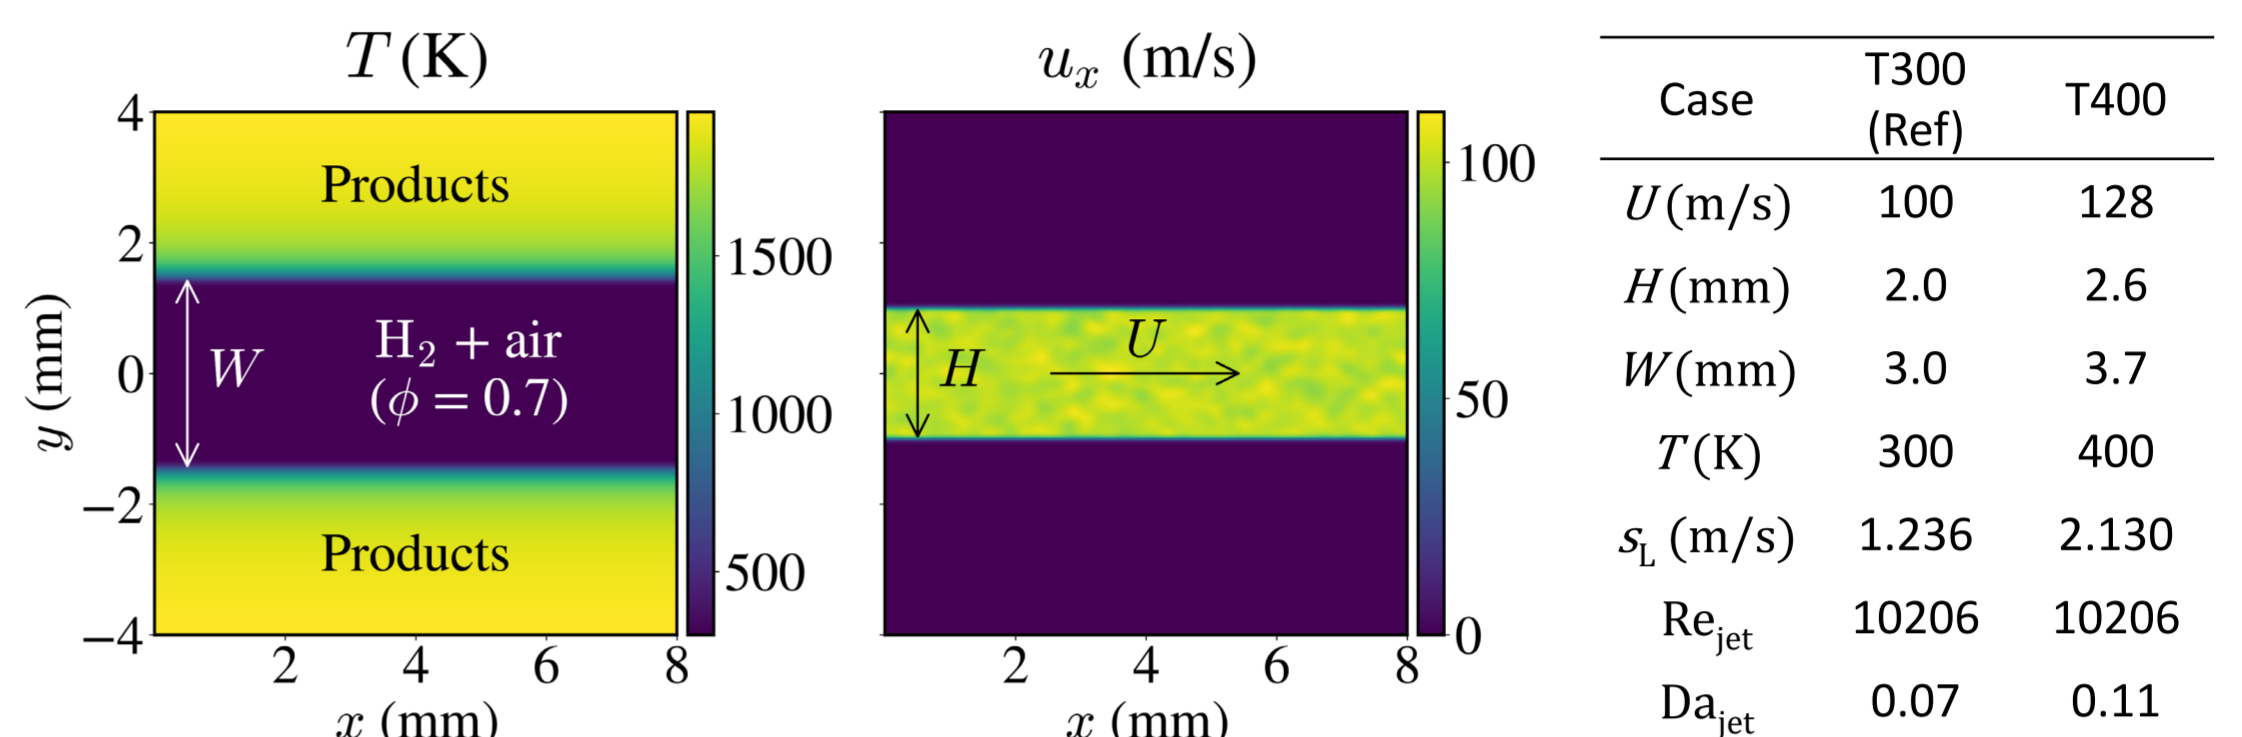 T (K)
4
2
0
−2
−4
y (mm)
Products
W
H₂ + air
(ϕ = 0.7)
Products
2 4 6 8
x (mm)
1500
1000
500
uₓ (m/s)
U
H
2 4 6 8
x (mm)
100
50
0
Case T300 (Ref) T400
U (m/s) 100 128
H (mm) 2.0 2.6
W (mm) 3.0 3.7
T (K) 300 400
s_L (m/s) 1.236 2.130
Re_jet 10206 10206
Da_jet 0.07 0.11